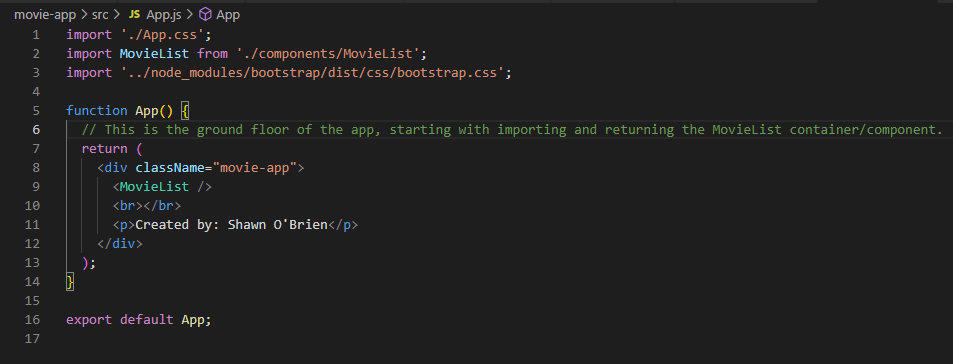 movie-app > src > JS App.js > App
1 import './App.css';
2 import MovieList from './components/MovieList';
3 import '../node_modules/bootstrap/dist/css/bootstrap.css';
4
5 function App() {
6   // This is the ground floor of the app, starting with importing and returning the MovieList container/component.
7   return (
8     <div className="movie-app">
9       <MovieList />
10       <br></br>
11       <p>Created by: Shawn O'Brien</p>
12     </div>
13   );
14 }
15
16 export default App;
17